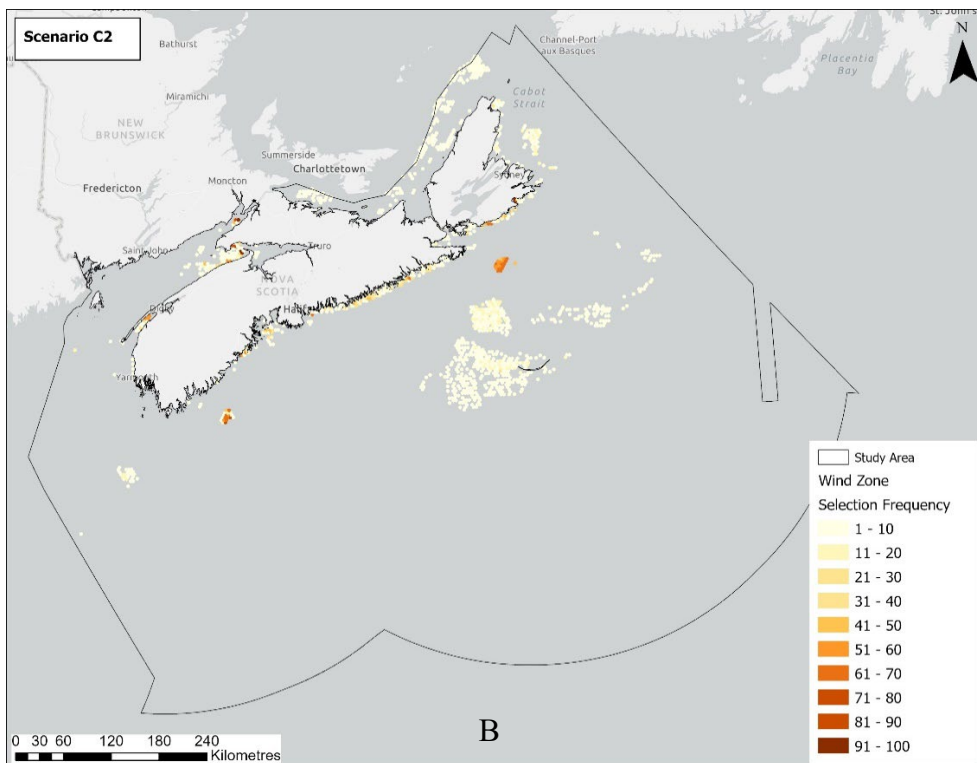 St. John's
Scenario C2
Bathurst
Channel-Port
aux Basques
N
Placentia
Bay
Cabot
Strait
Miramichi
NEW
BRUNSWICK
Summerside
Charlottetown
Fredericton
Moncton
Sydney
Saint John
Truro
NOVA
SCOTIA
Yarmouth
Study Area
Wind Zone
Selection Frequency
1 - 10
11 - 20
21 - 30
31 - 40
41 - 50
51 - 60
61 - 70
71 - 80
81 - 90
91 - 100
B
0 30 60 120 180 240
Kilometres